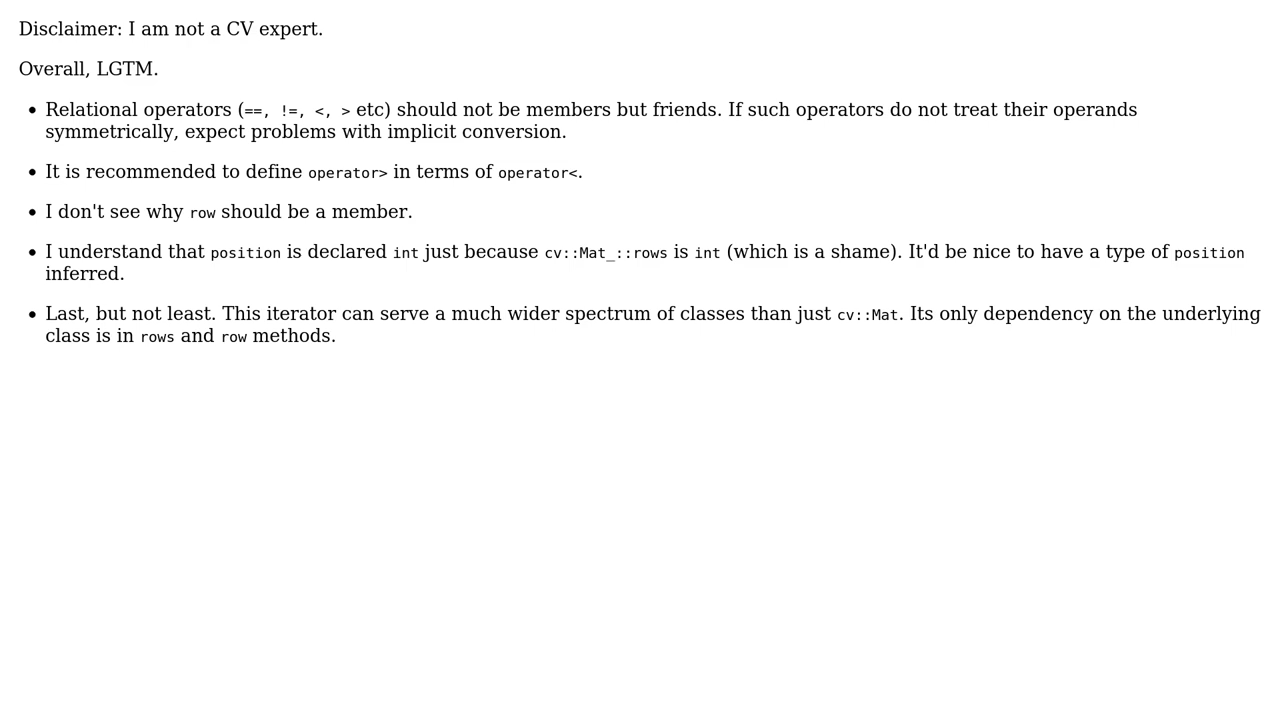 Disclaimer: I am not a CV expert.
Overall, LGTM.
• Relational operators (==, !=, <, > etc) should not be members but friends. If such operators do not treat their operands
symmetrically, expect problems with implicit conversion.
• It is recommended to define operator> in terms of operator<.
• I don't see why row should be a member.
• I understand that position is declared int just because cv::Mat_::rows is int (which is a shame). It'd be nice to have a type of position
inferred.
• Last, but not least. This iterator can serve a much wider spectrum of classes than just cv::Mat. Its only dependency on the underlying
class is in rows and row methods.